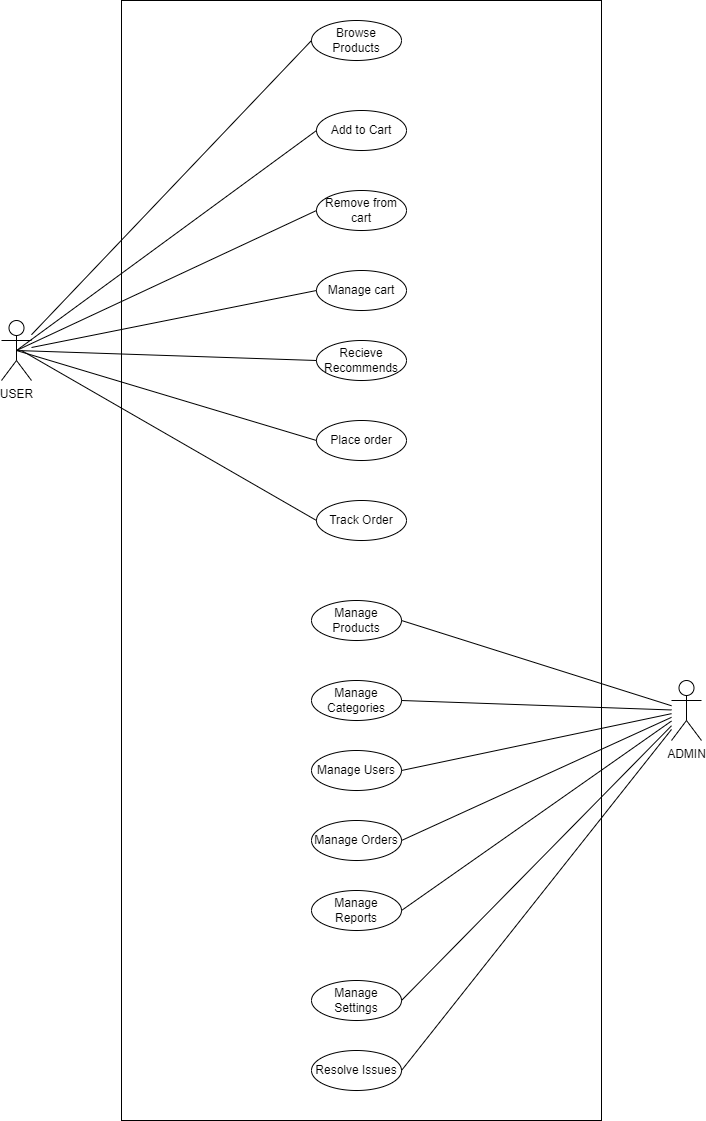 Browse
Products
Add to Cart
Remove from
cart
Manage cart
Recieve
Recommends
USER
Place order
Track Order
Manage
Products
Manage
Categories
ADMIN
Manage Users
Manage Orders
Manage
Reports
Manage
Settings
Resolve Issues